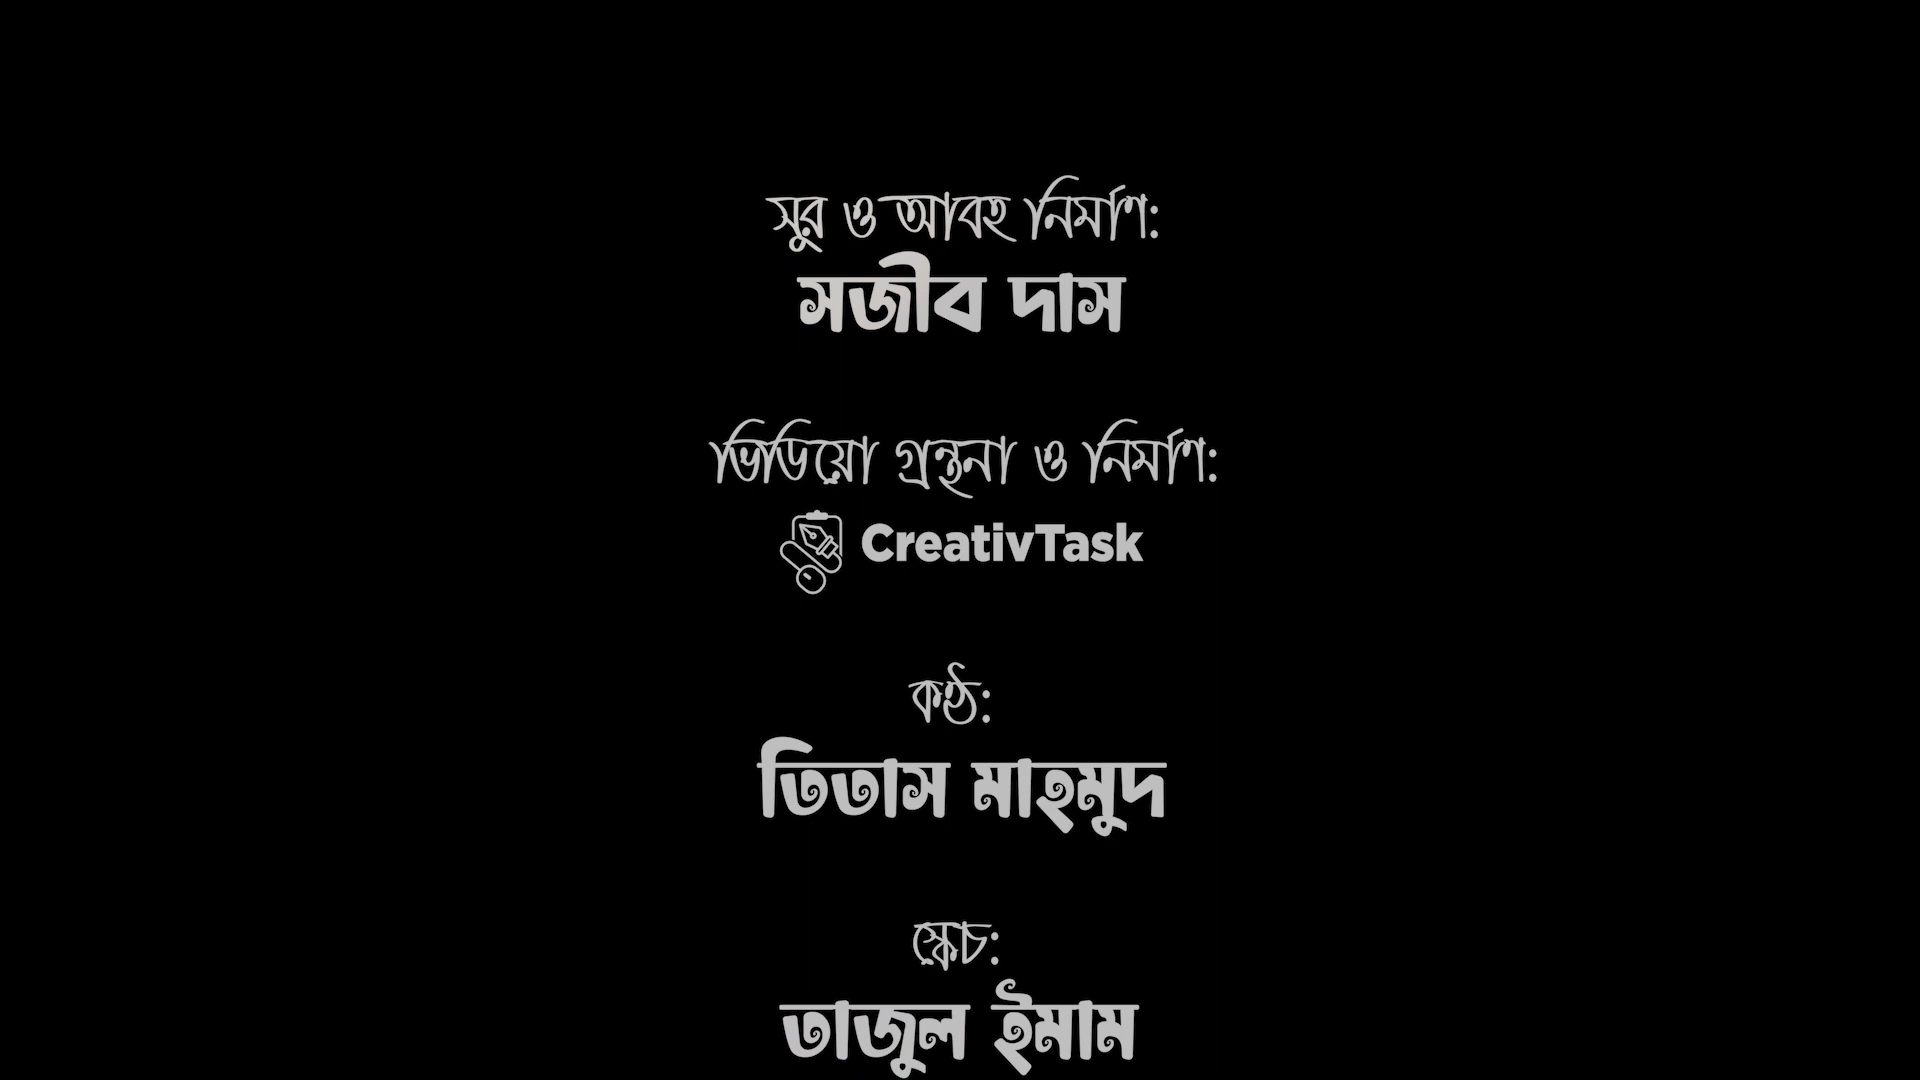 সুর ও আবহ নির্মাণ:
সজীব দাস
ভিডিয়ো গ্রন্থনা ও নির্মাণ:
CreativTask
কণ্ঠ:
তিতাস মাহমুদ
স্কেচ:
তাজুল ইমাম